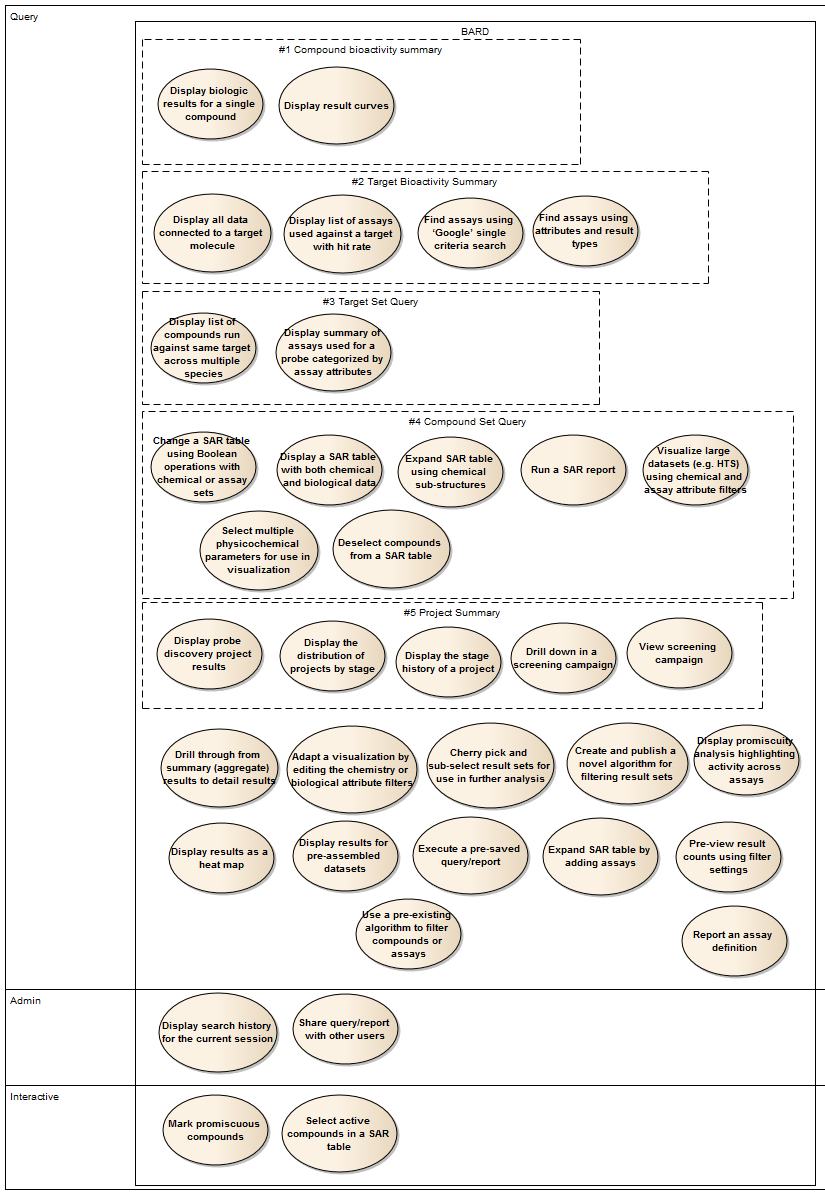 Query
BARD
#1 Compound bioactivity summary
Display biologic
results for a single
compound
Display result curves
#2 Target Bioactivity Summary
Display all data
connected to a target
molecule
Display list of assays
used against a target
with hit rate
Find assays using
'Google' single
criteria search
Find assays using
attributes and result
types
#3 Target Set Query
Display list of
compounds run
against same target
across multiple
species
Display summary of
assays used for a
probe categorized by
assay attributes
#4 Compound Set Query
Change a SAR table
using Boolean
operations with
chemical or assay
sets
Display a SAR table
with both chemical
and biological data
Expand SAR table
using chemical
sub-structures
Run a SAR report
Visualize large
datasets (e.g. HTS)
using chemical and
assay attribute filters
Select multiple
physicochemical
parameters for use in
visualization
Deselect compounds
from a SAR table
#5 Project Summary
Display probe
discovery project
results
Display the
distribution of
projects by stage
Display the stage
history of a project
Drill down in a
screening campaign
View screening
campaign
Drill through from
summary (aggregate)
results to detail results
Adapt a visualization by
editing the chemistry or
biological attribute filters
Cherry pick and
sub-select result sets for
use in further analysis
Create and publish a
novel algorithm for
filtering result sets
Display promiscuity
analysis highlighting
activity across
assays
Display results as a
heat map
Display results for
pre-assembled
datasets
Execute a pre-saved
query/report
Expand SAR table by
adding assays
Pre-view result
counts using filter
settings
Use a pre-existing
algorithm to filter
compounds or
assays
Report an assay
definition
Admin
Display search history
for the current session
Share query/report
with other users
Interactive
Mark promiscuous
compounds
Select active
compounds in a SAR
table